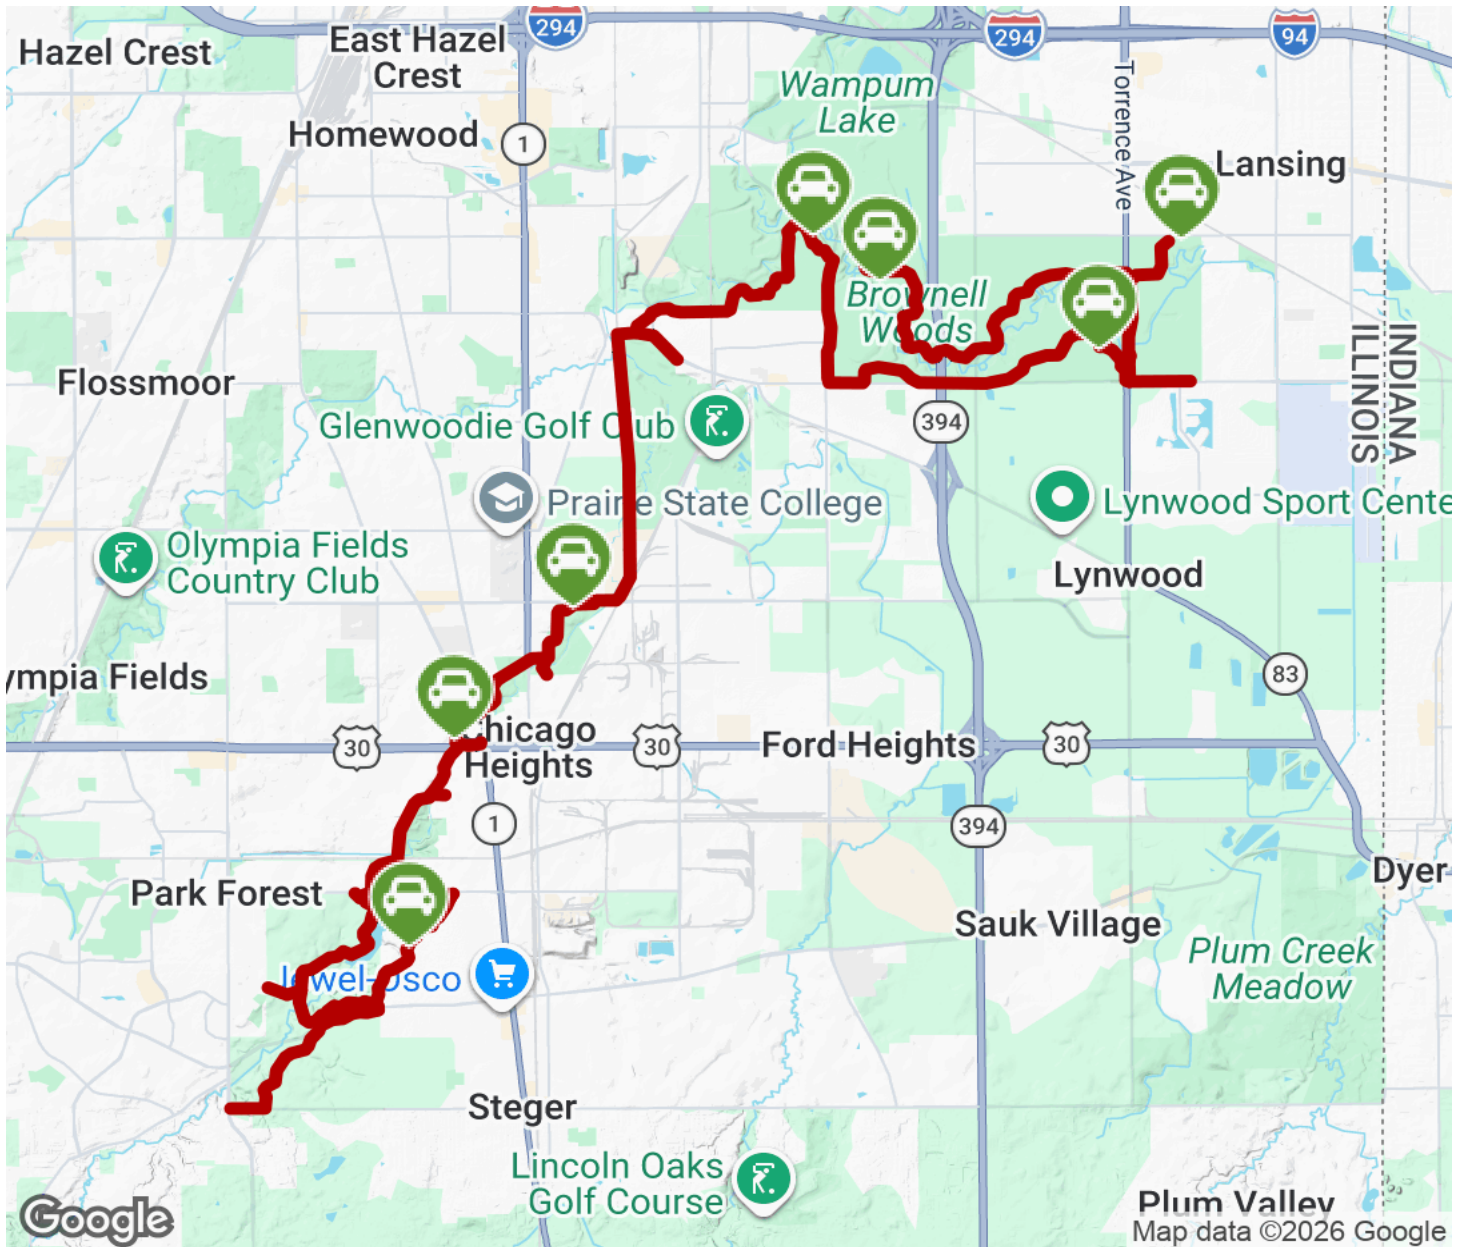 294
294
94
Hazel Crest
East Hazel
Crest
Wampum
Lake
Torrence Ave
Homewood
1
Lansing
Brownell
Woods
INDIANA
ILLINOIS
Flossmoor
Glenwoodie Golf Club
394
Prairie State College
Lynwood Sport Cente
Olympia Fields
Country Club
Lynwood
ympia Fields
83
Chicago
Heights
30
30
Ford Heights
30
1
394
Dyer
Park Forest
Sauk Village
Plum Creek
Meadow
Jewel-Osco
Steger
Lincoln Oaks
Golf Course
Plum Valley
Google
Map data ©2026 Google